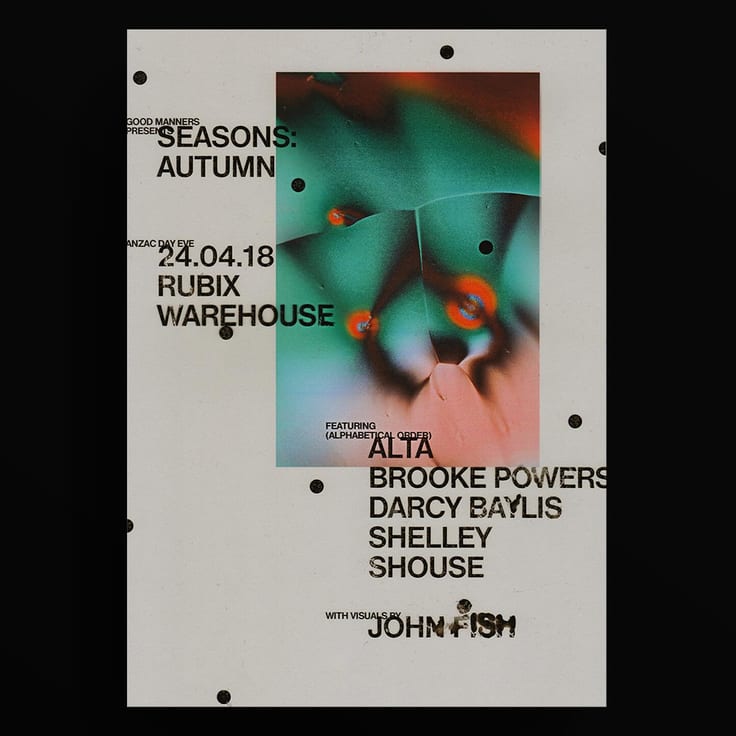 GOOD MANNERS
PRESENTS
SEASONS:
AUTUMN
ANZAC DAY EVE
24.04.18
RUBIX
WAREHOUSE
FEATURING
(ALPHABETICAL ORDER)
ALTA
BROOKE POWERS
DARCY BAYLIS
SHELLEY
SHOUSE
WITH VISUALS BY
JOHN FISH